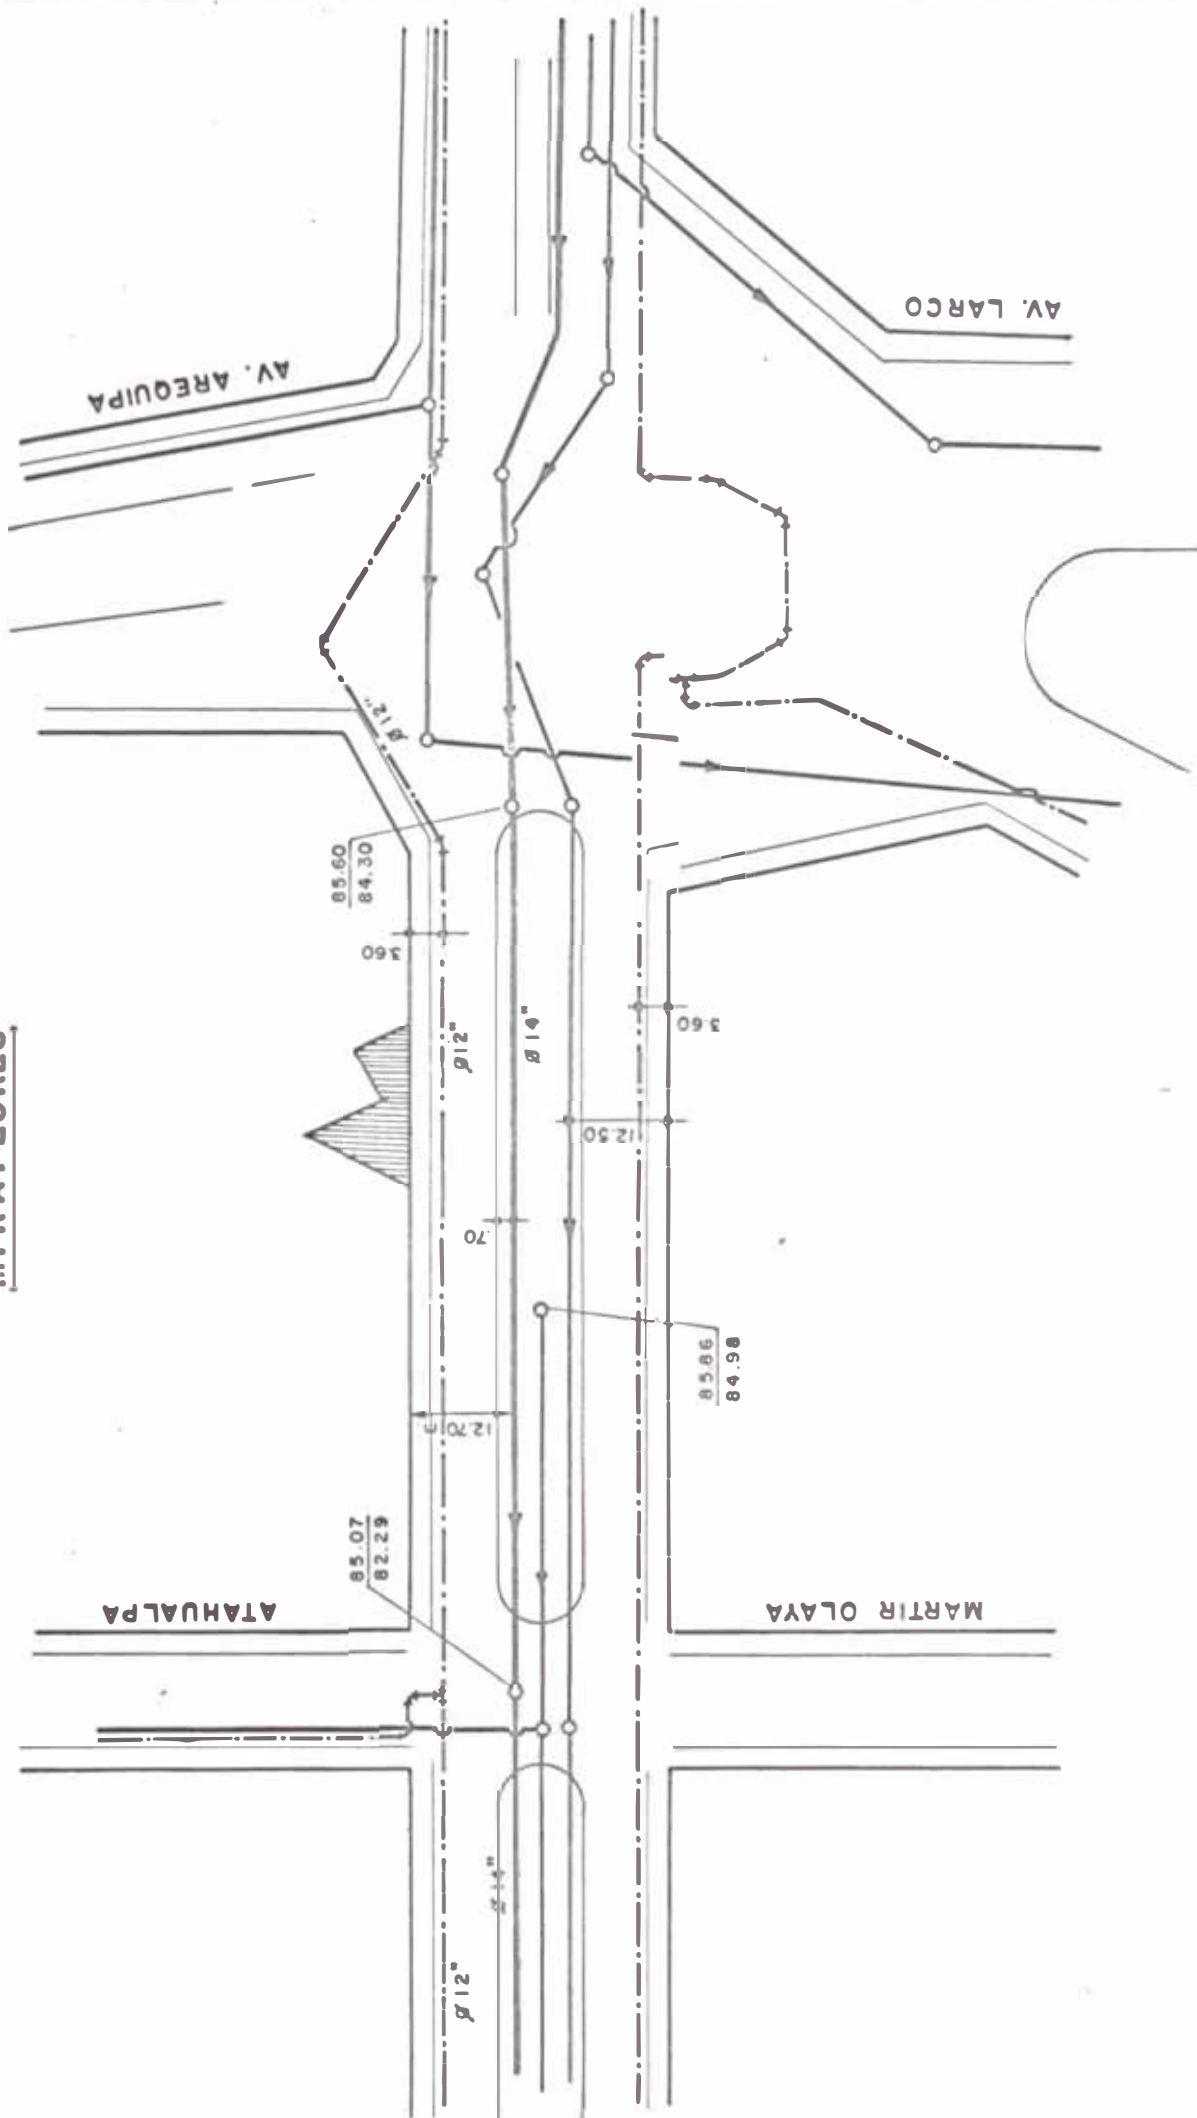 AV. AREQUIPA
AV. LARCO
Ø 12"
85.60
84.30
3.60
Ø12"
Ø 14"
3.60
12.50
.70
85.86
84.98
12.70
85.07
82.29
ATAHUALPA
MARTIR OLAYA
Ø 14"
Ø 12"